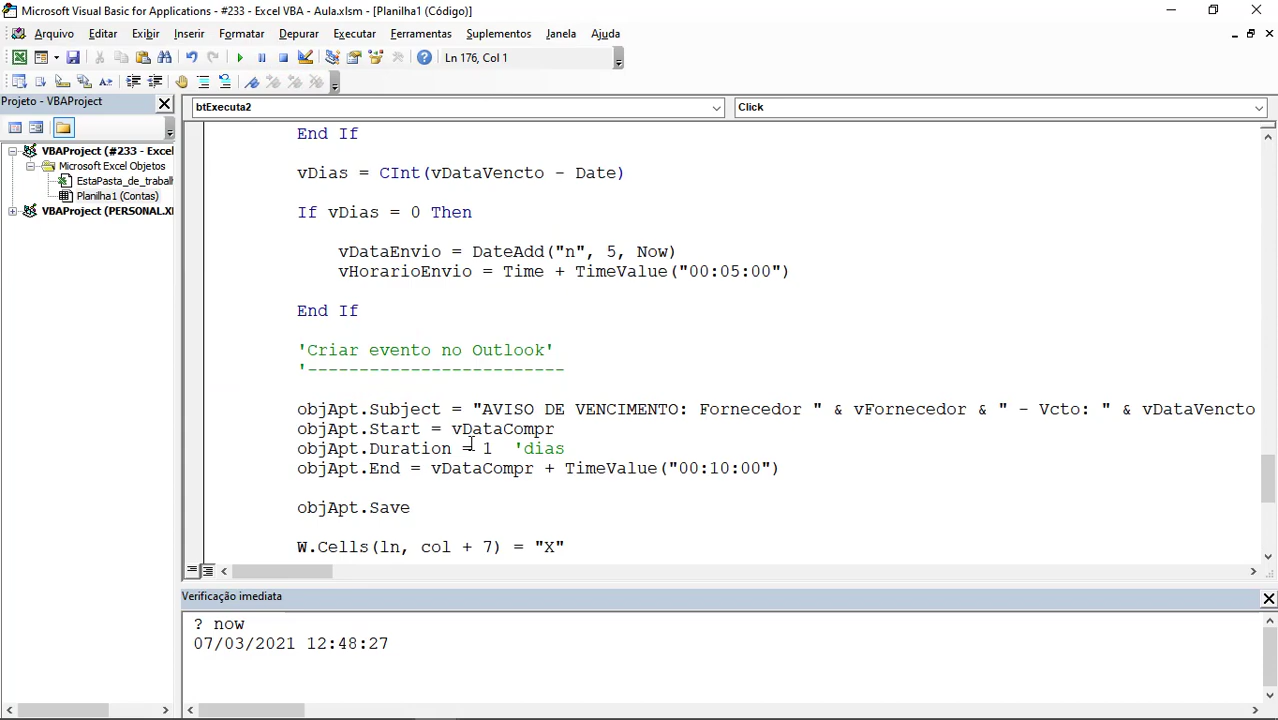 Microsoft Visual Basic for Applications - #233 - Excel VBA - Aula.xlsm - [Planilha1 (Código)]
Arquivo Editar Exibir Inserir Formatar Depurar Executar Ferramentas Suplementos Janela Ajuda
Ln 176, Col 1
Projeto - VBAProject
btExecuta2
Click
VBAProject (#233 - Excel
Microsoft Excel Objetos
EstaPasta_de_trabalh
Planilha1 (Contas)
VBAProject (PERSONAL.XL
End If
vDias = CInt(vDataVencto - Date)
If vDias = 0 Then
vDataEnvio = DateAdd("n", 5, Now)
vHorarioEnvio = Time + TimeValue("00:05:00")
End If
'Criar evento no Outlook'
'-------------------------
objApt.Subject = "AVISO DE VENCIMENTO: Fornecedor " & vFornecedor & " - Vcto: " & vDataVencto
objApt.Start = vDataCompr
objApt.Duration = 1 'dias
objApt.End = vDataCompr + TimeValue("00:10:00")
objApt.Save
W.Cells(ln, col + 7) = "X"
Verificação imediata
? now
07/03/2021 12:48:27